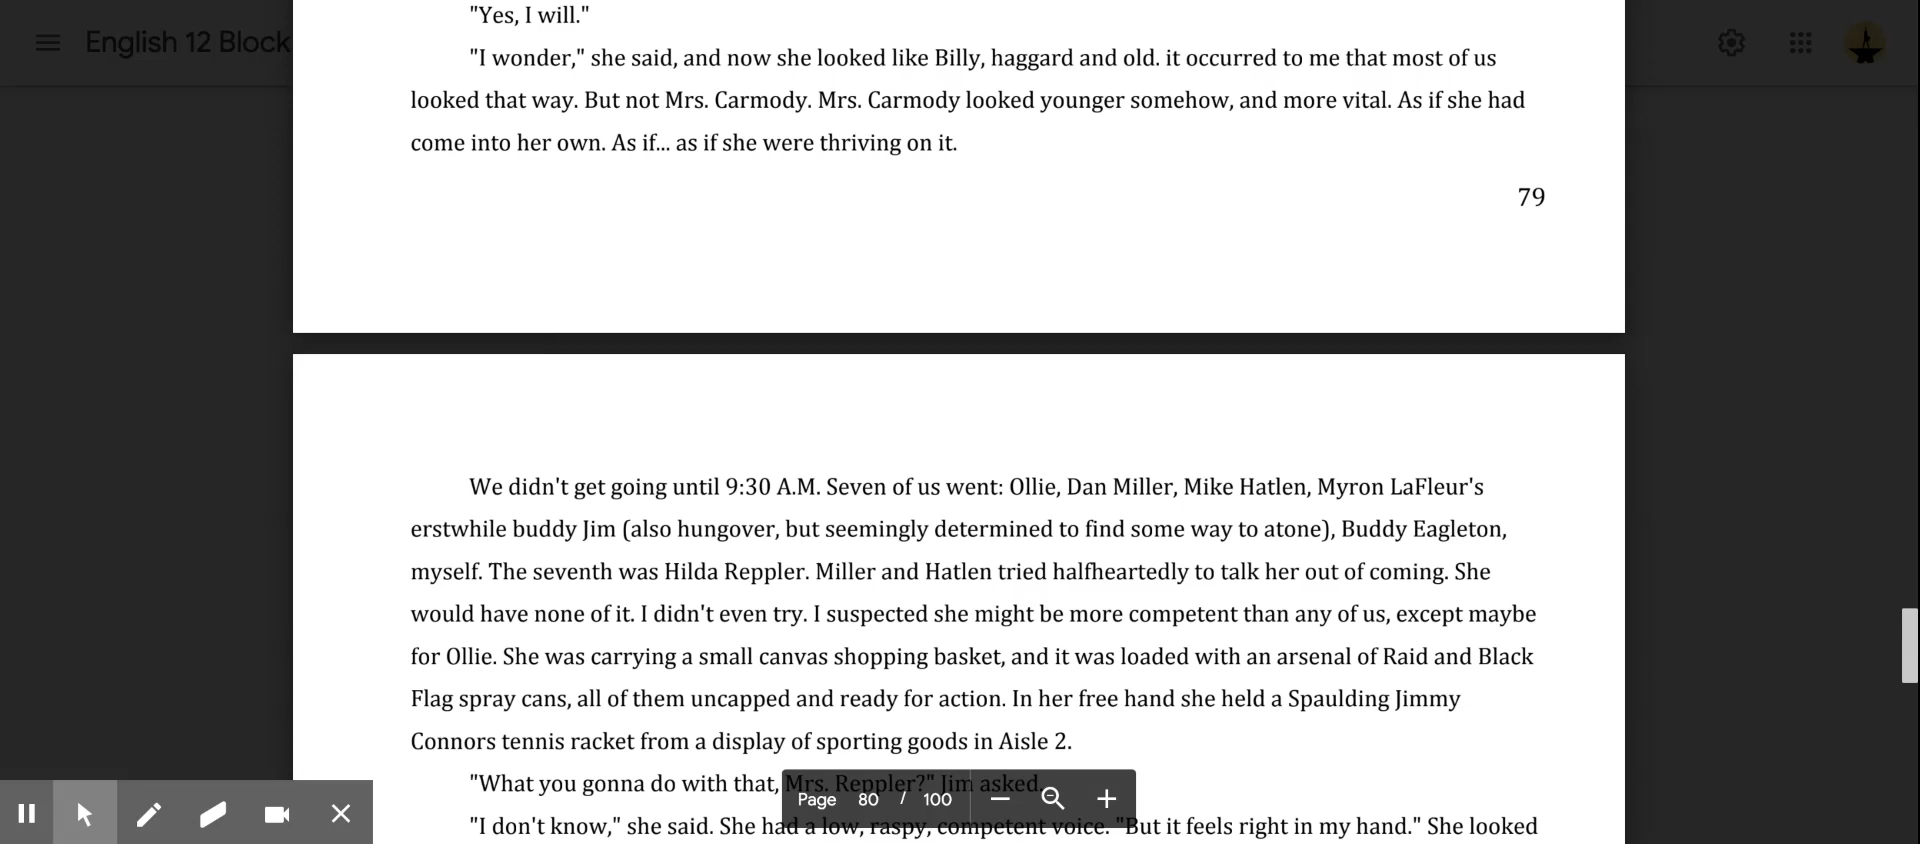 "Yes, I will."
English 12 Block
"I wonder," she said, and now she looked like Billy, haggard and old. it occurred to me that most of us
looked that way. But not Mrs. Carmody. Mrs. Carmody looked younger somehow, and more vital. As if she had
come into her own. As if... as if she were thriving on it.
79
We didn't get going until 9:30 A.M. Seven of us went: Ollie, Dan Miller, Mike Hatlen, Myron LaFleur's
erstwhile buddy Jim (also hungover, but seemingly determined to find some way to atone), Buddy Eagleton,
myself. The seventh was Hilda Reppler. Miller and Hatlen tried halfheartedly to talk her out of coming. She
would have none of it. I didn't even try. I suspected she might be more competent than any of us, except maybe
for Ollie. She was carrying a small canvas shopping basket, and it was loaded with an arsenal of Raid and Black
Flag spray cans, all of them uncapped and ready for action. In her free hand she held a Spaulding Jimmy
Connors tennis racket from a display of sporting goods in Aisle 2.
"What you gonna do with that, Mrs. Reppler?" Jim asked.
Page 80 / 100
"I don't know," she said. She had a low, raspy, competent voice. "But it feels right in my hand." She looked